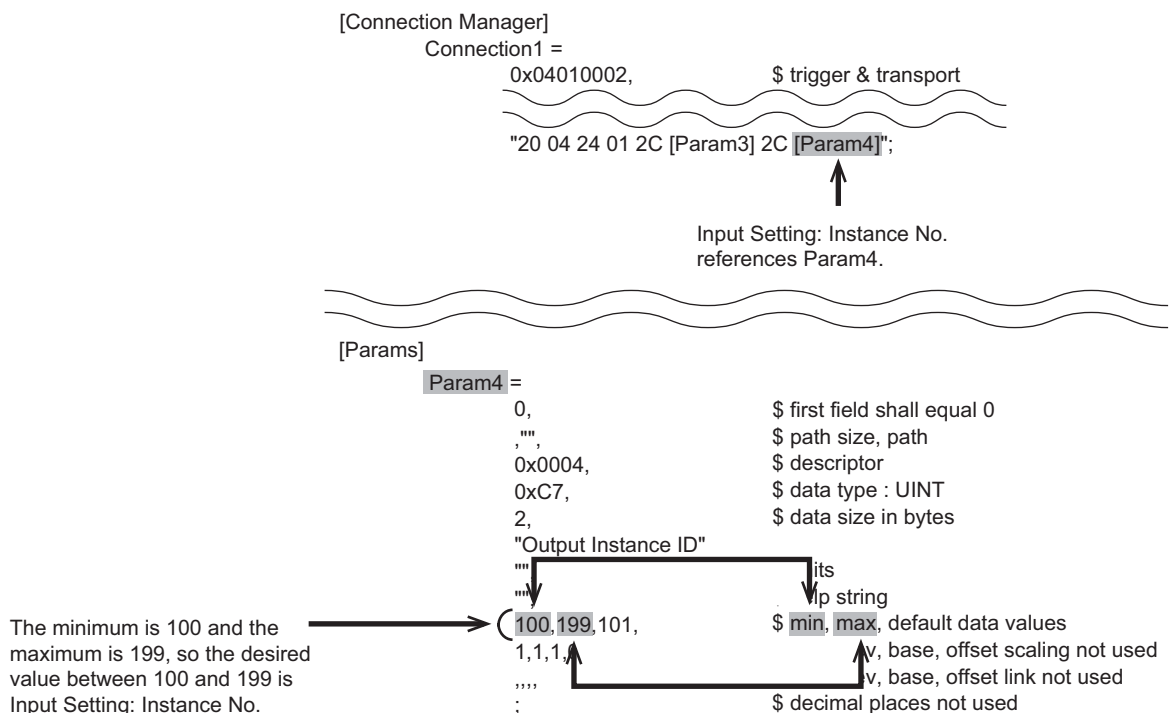 [Connection Manager]
Connection1 =
0x04010002, $ trigger & transport
"20 04 24 01 2C [Param3] 2C [Param4]";
Input Setting: Instance No.
references Param4.
[Params]
Param4 =
0, $ first field shall equal 0
,"", $ path size, path
0x0004, $ descriptor
0xC7, $ data type : UINT
2, $ data size in bytes
"Output Instance ID"
"" its
"" lp string
The minimum is 100 and the
maximum is 199, so the desired
value between 100 and 199 is
Input Setting: Instance No.
100,199,101, $ min, max, default data values
1,1,1, v, base, offset scaling not used
,,,, v, base, offset link not used
; $ decimal places not used